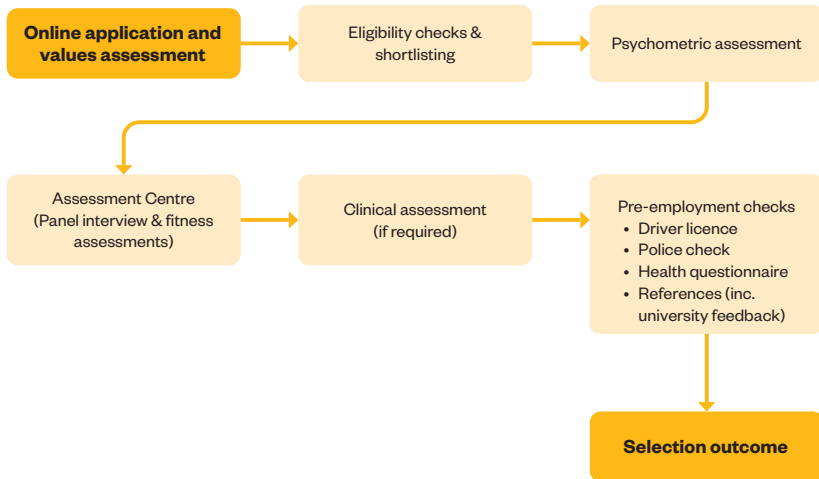 Online application and
values assessment
Eligibility checks &
shortlisting
Psychometric assessment
Assessment Centre
(Panel interview & fitness
assessments)
Clinical assessment
(if required)
Pre-employment checks
• Driver licence
• Police check
• Health questionnaire
• References (inc.
university feedback)
Selection outcome